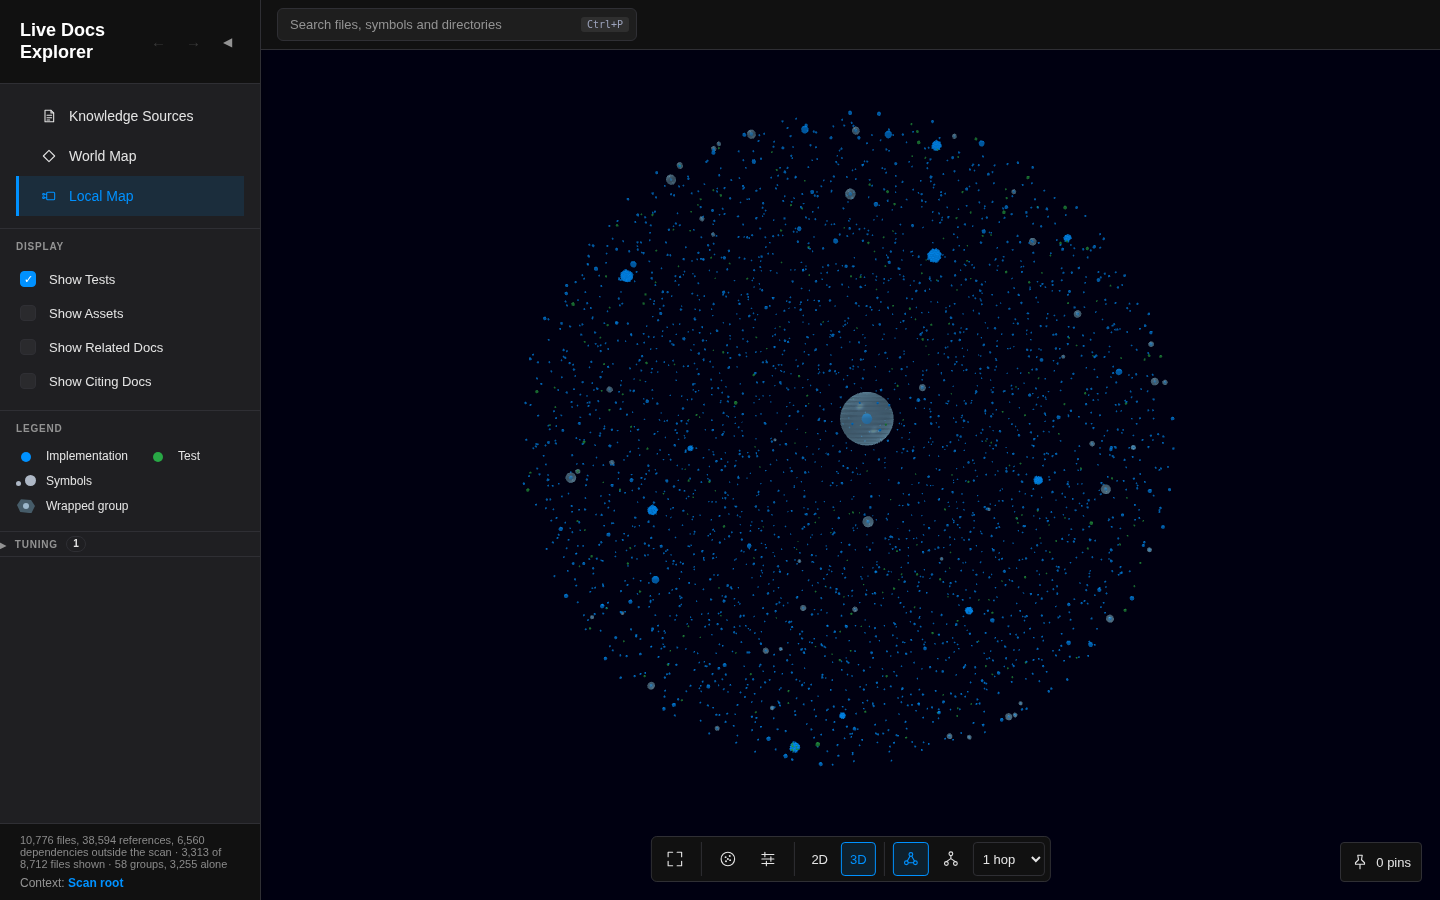 Live Docs
Explorer
Search files, symbols and directories
Ctrl+P
Knowledge Sources
World Map
Local Map
DISPLAY
Show Tests
Show Assets
Show Related Docs
Show Citing Docs
LEGEND
Implementation
Test
Symbols
Wrapped group
TUNING 1
10,776 files, 38,594 references, 6,560
dependencies outside the scan · 3,313 of
8,712 files shown · 58 groups, 3,255 alone
Context: Scan root
2D
3D
1 hop
0 pins